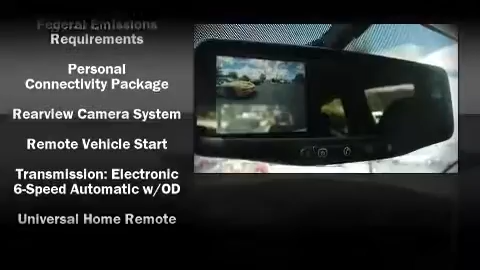 Federal Emissions
Requirements
Personal
Connectivity Package
Rearview Camera System
Remote Vehicle Start
Transmission: Electronic
6-Speed Automatic w/OD
Universal Home Remote